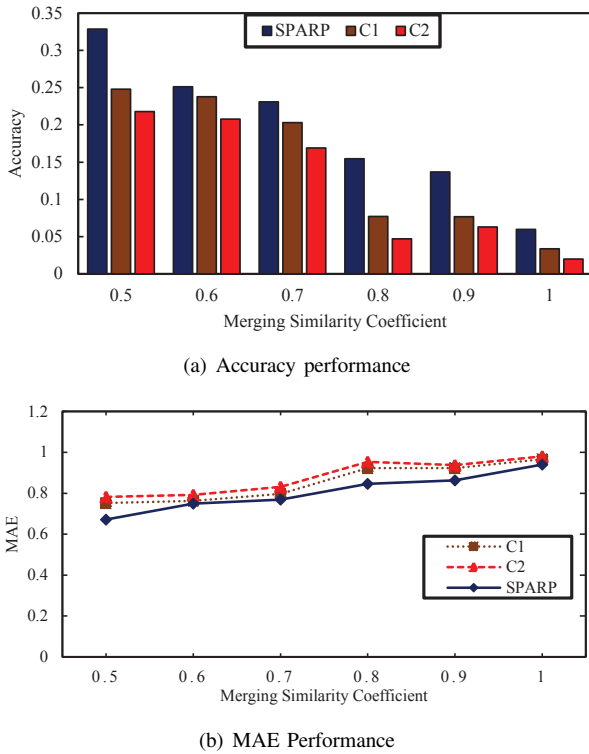 0.35
0.3
0.25
0.2
0.15
0.1
0.05
0
Accuracy
SPARP C1 C2
0.5 0.6 0.7 0.8 0.9 1
Merging Similarity Coefficient
(a) Accuracy performance
1.2
1
0.8
0.6
0.4
0.2
0
MAE
C1
C2
SPARP
0.5 0.6 0.7 0.8 0.9 1
Merging Similarity Coefficient
(b) MAE Performance